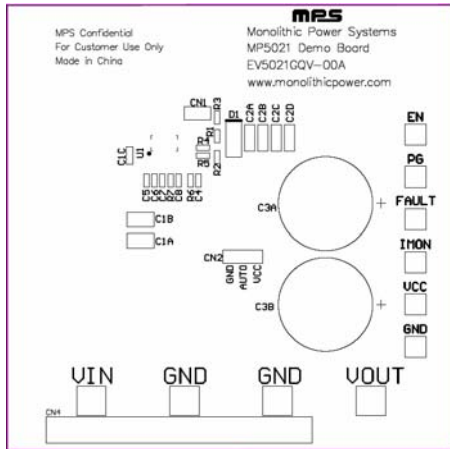 MPS
MPS Confidential
For Customer Use Only
Made in China
Monolithic Power Systems
MP5021 Demo Board
EV5021GQV-00A
www.monolithicpower.com
CN1
R3
D1
C2A
C2B
C2C
C2D
EN
R1
C1C
U1
R4
R2
PG
C5
C6
C7
R7
C8
R6
C4
FAULT
C3A
C1B
C1A
IMON
CN2
GND
AUTO
VCC
VCC
C3B
GND
VIN
GND
GND
VOUT
CN4